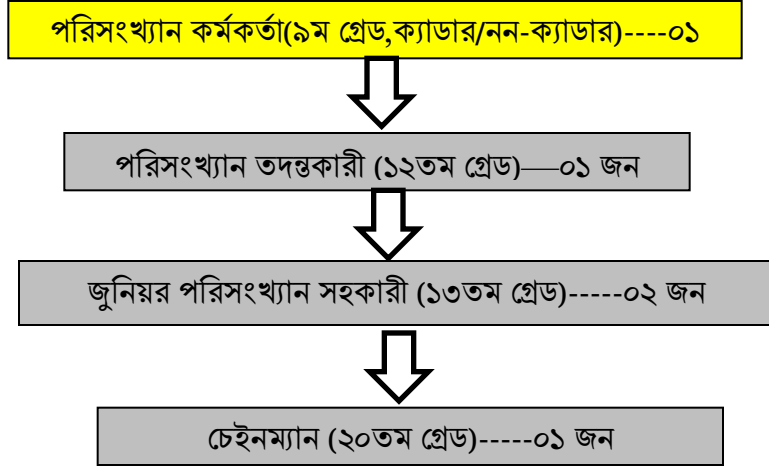 পরিসংখ্যান কর্মকর্তা(৯ম গ্রেড,ক্যাডার/নন-ক্যাডার)----০১
পরিসংখ্যান তদন্তকারী (১২তম গ্রেড)—–০১ জন
জুনিয়র পরিসংখ্যান সহকারী (১৩তম গ্রেড)-----০২ জন
চেইনম্যান (২০তম গ্রেড)-----০১ জন